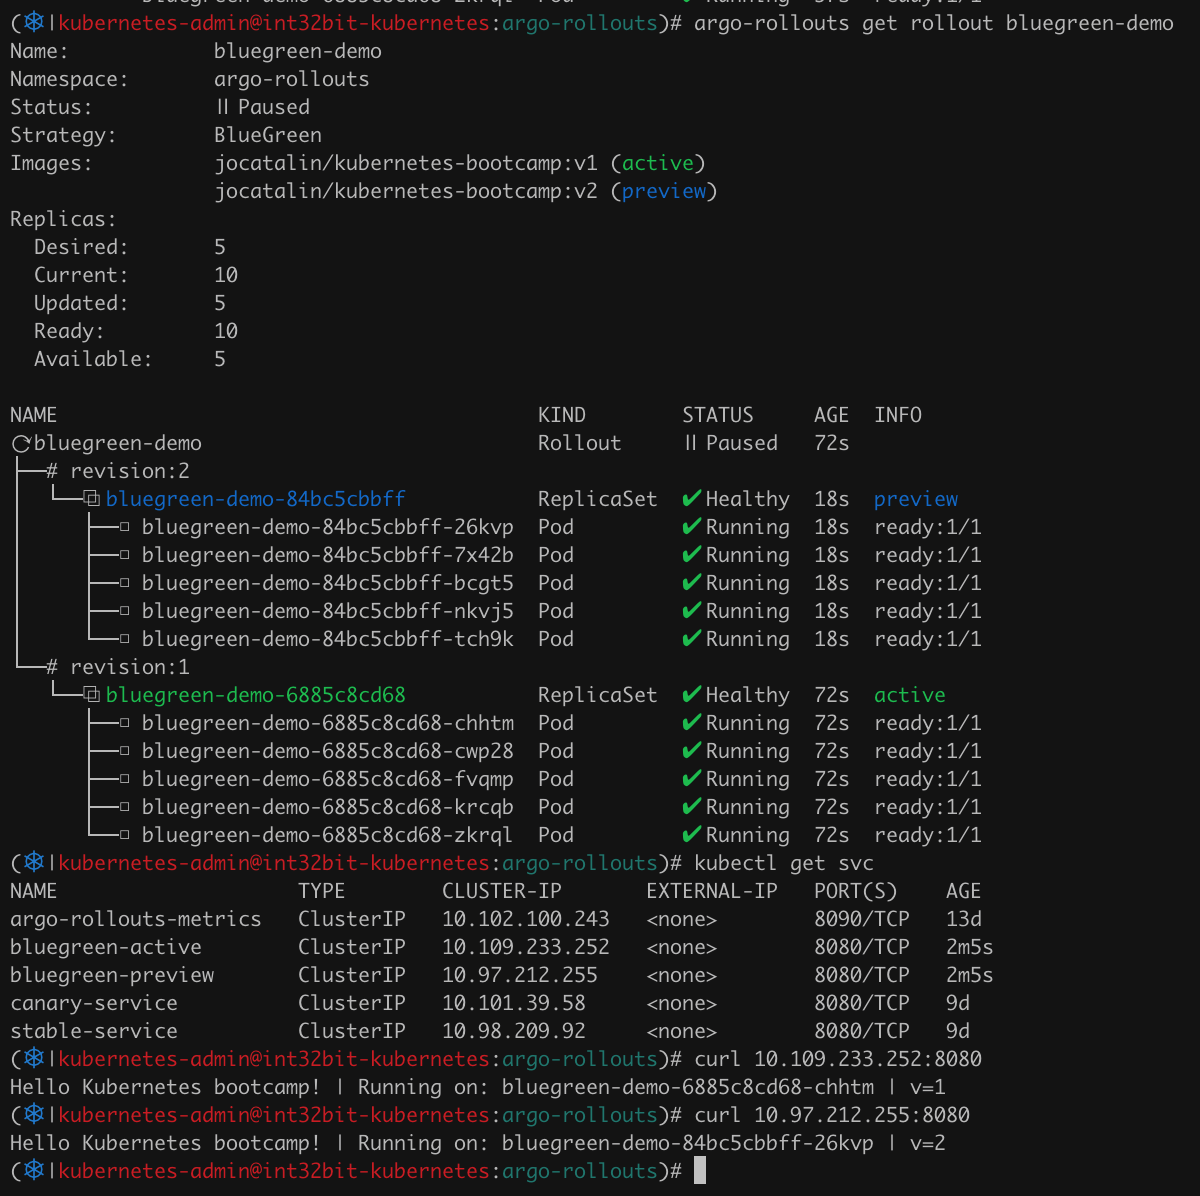 (⎈|kubernetes-admin@int32bit-kubernetes:argo-rollouts)# argo-rollouts get rollout bluegreen-demo
Name:            bluegreen-demo
Namespace:       argo-rollouts
Status:          ॥ Paused
Strategy:        BlueGreen
Images:          jocatalin/kubernetes-bootcamp:v1 (active)
                 jocatalin/kubernetes-bootcamp:v2 (preview)
Replicas:
  Desired:       5
  Current:       10
  Updated:       5
  Ready:         10
  Available:     5
NAME                                        KIND        STATUS     AGE  INFO
⟳ bluegreen-demo                            Rollout     ॥ Paused   72s
├──# revision:2
│  └──⧉ bluegreen-demo-84bc5cbbff           ReplicaSet  ✔ Healthy  18s  preview
│     ├──□ bluegreen-demo-84bc5cbbff-26kvp  Pod         ✔ Running  18s  ready:1/1
│     ├──□ bluegreen-demo-84bc5cbbff-7x42b  Pod         ✔ Running  18s  ready:1/1
│     ├──□ bluegreen-demo-84bc5cbbff-bcgt5  Pod         ✔ Running  18s  ready:1/1
│     ├──□ bluegreen-demo-84bc5cbbff-nkvj5  Pod         ✔ Running  18s  ready:1/1
│     └──□ bluegreen-demo-84bc5cbbff-tch9k  Pod         ✔ Running  18s  ready:1/1
└──# revision:1
   └──⧉ bluegreen-demo-6885c8cd68           ReplicaSet  ✔ Healthy  72s  active
      ├──□ bluegreen-demo-6885c8cd68-chhtm  Pod         ✔ Running  72s  ready:1/1
      ├──□ bluegreen-demo-6885c8cd68-cwp28  Pod         ✔ Running  72s  ready:1/1
      ├──□ bluegreen-demo-6885c8cd68-fvqmp  Pod         ✔ Running  72s  ready:1/1
      ├──□ bluegreen-demo-6885c8cd68-krcqb  Pod         ✔ Running  72s  ready:1/1
      └──□ bluegreen-demo-6885c8cd68-zkrql  Pod         ✔ Running  72s  ready:1/1
(⎈|kubernetes-admin@int32bit-kubernetes:argo-rollouts)# kubectl get svc
NAME                    TYPE        CLUSTER-IP       EXTERNAL-IP   PORT(S)    AGE
argo-rollouts-metrics   ClusterIP   10.102.100.243   <none>        8090/TCP   13d
bluegreen-active        ClusterIP   10.109.233.252   <none>        8080/TCP   2m5s
bluegreen-preview       ClusterIP   10.97.212.255    <none>        8080/TCP   2m5s
canary-service          ClusterIP   10.101.39.58     <none>        8080/TCP   9d
stable-service          ClusterIP   10.98.209.92     <none>        8080/TCP   9d
(⎈|kubernetes-admin@int32bit-kubernetes:argo-rollouts)# curl 10.109.233.252:8080
Hello Kubernetes bootcamp! | Running on: bluegreen-demo-6885c8cd68-chhtm | v=1
(⎈|kubernetes-admin@int32bit-kubernetes:argo-rollouts)# curl 10.97.212.255:8080
Hello Kubernetes bootcamp! | Running on: bluegreen-demo-84bc5cbbff-26kvp | v=2
(⎈|kubernetes-admin@int32bit-kubernetes:argo-rollouts)#